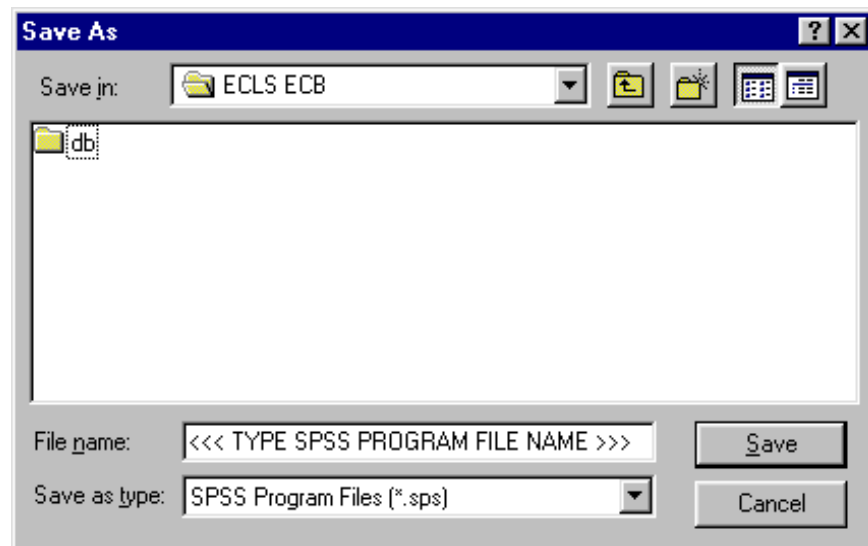 Save As
Save in: ECLS ECB
db
File name: <<< TYPE SPSS PROGRAM FILE NAME >>> Save
Save as type: SPSS Program Files (*.sps) Cancel